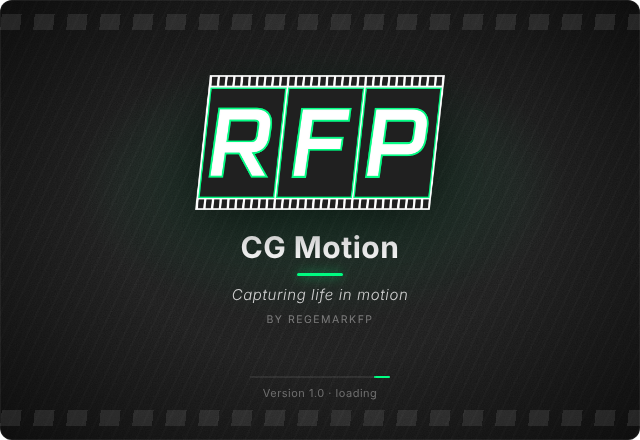 RFP
CG Motion
Capturing life in motion
BY REGEMARKFP
Version 1.0 · loading